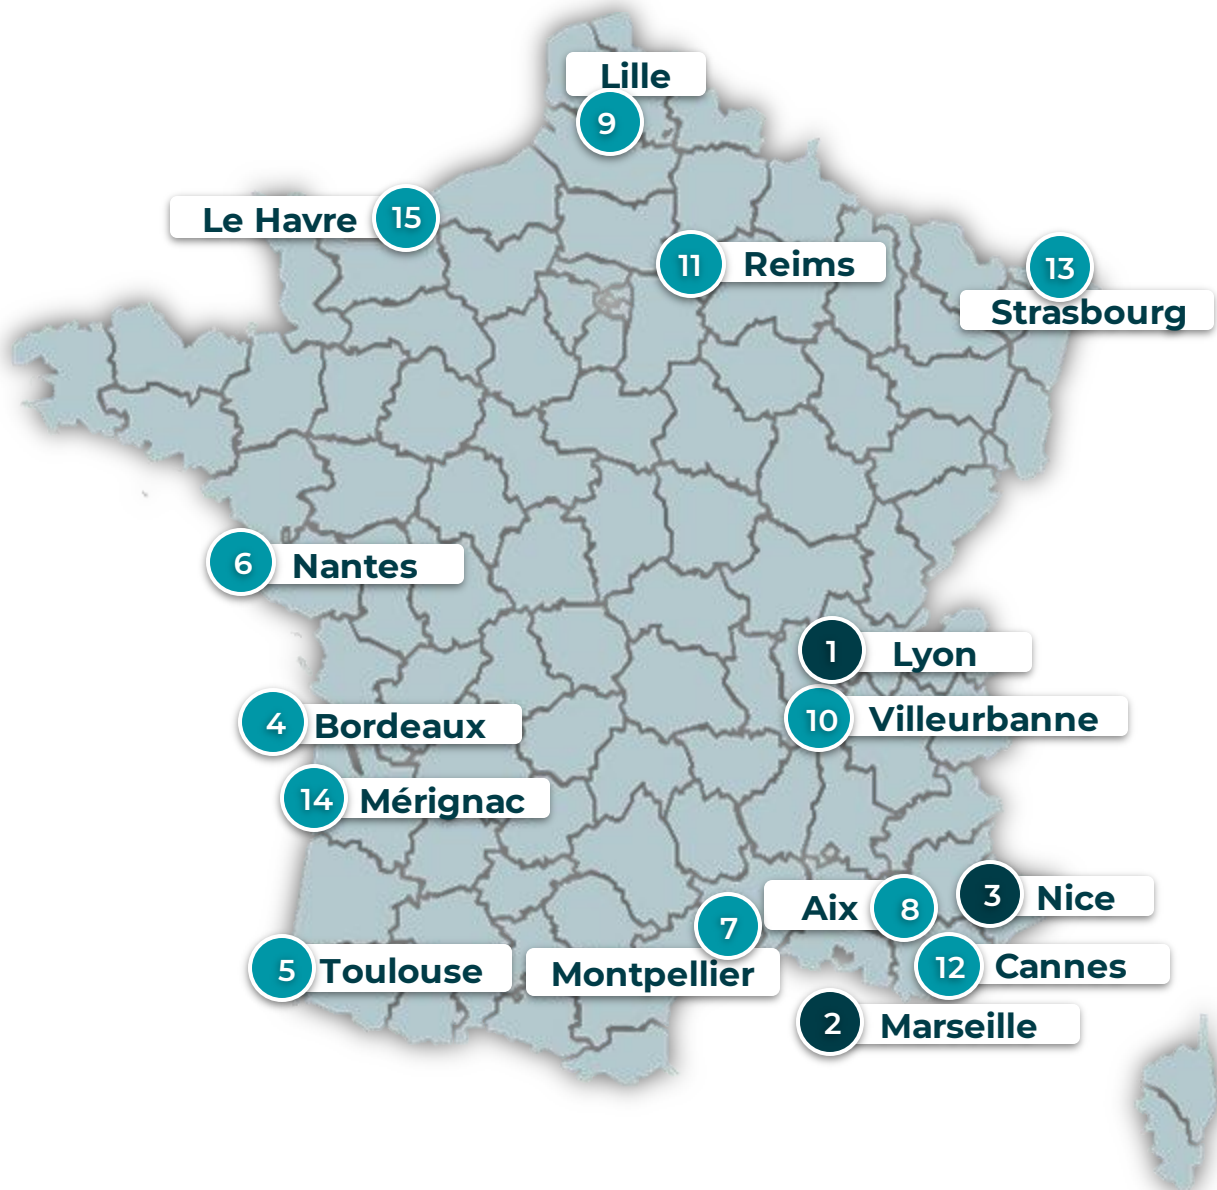 Lille
9
Le Havre 15
11 Reims
13
Strasbourg
6 Nantes
1 Lyon
10 Villeurbanne
4 Bordeaux
14 Mérignac
3 Nice
Aix 8
7
Montpellier
12 Cannes
5 Toulouse
2 Marseille